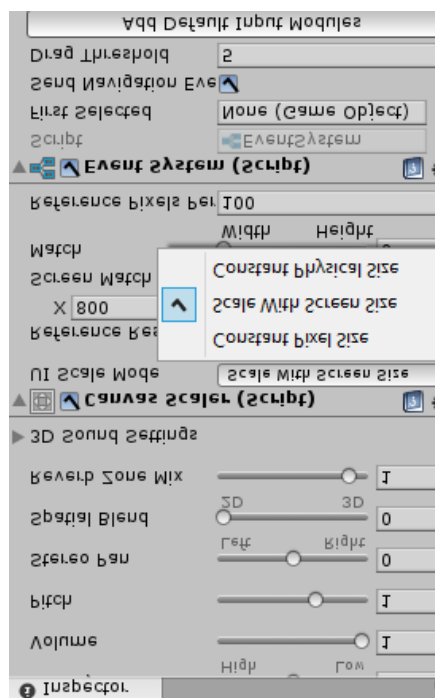 Inspector
High Low
Volume 1
Pitch 1
Stereo Pan 0
Left Right
Spatial Blend 0
2D 3D
Reverb Zone Mix 1
3D Sound Settings
Canvas Scaler (Script)
UI Scale Mode Scale With Screen Size
Constant Pixel Size
Reference Res
Scale With Screen Size
X 800
Screen Match
Constant Physical Size
Match
Width Height
Reference Pixels Per 100
Event System (Script)
Script EventSystem
First Selected None (Game Object)
Send Navigation Eve
Drag Threshold 5
Add Default Input Modules